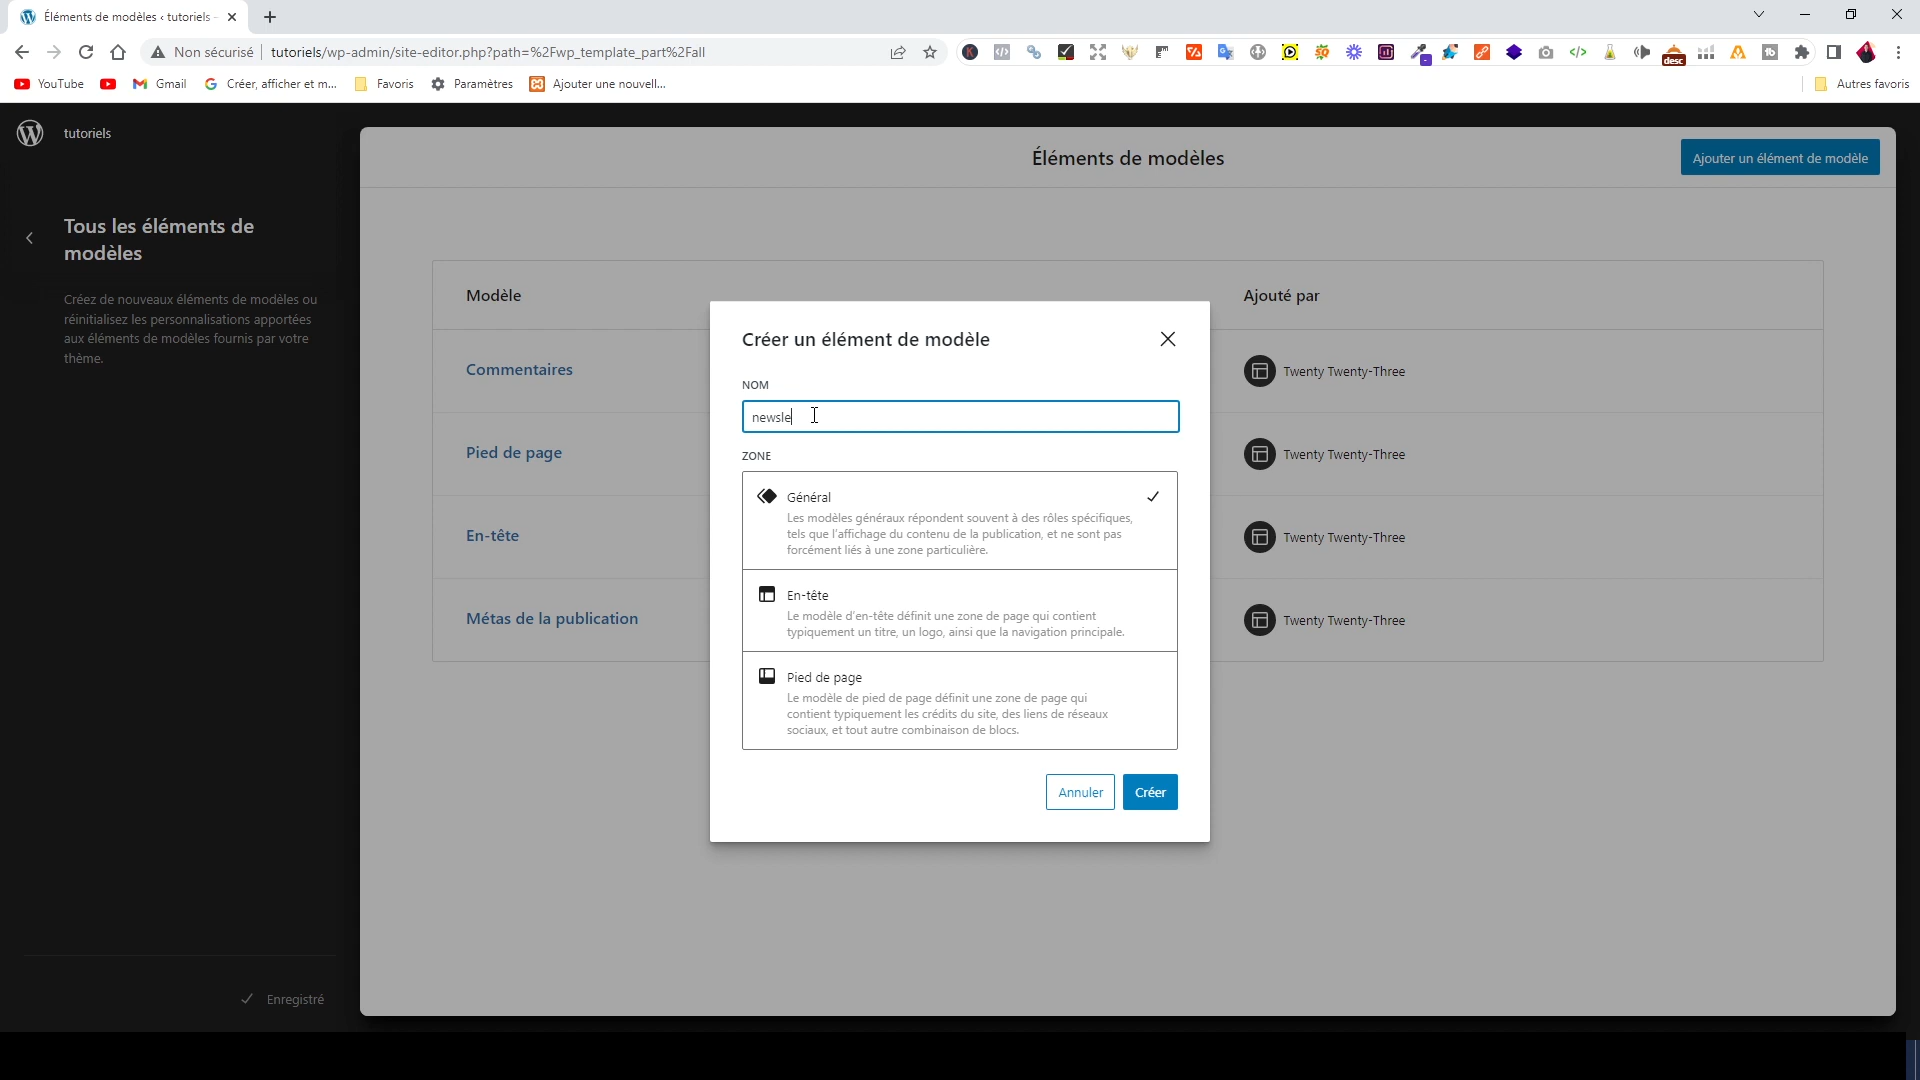 Éléments de modèles ‹ tutoriels -
Non sécurisé
tutoriels/wp-admin/site-editor.php?path=%2Fwp_template_part%2Fall
desc
YouTube
Gmail
Créer, afficher et m...
Favoris
Paramètres
Ajouter une nouvell...
Autres favoris
tutoriels
Éléments de modèles
Ajouter un élément de modèle
Tous les éléments de
modèles
Créez de nouveaux éléments de modèles ou
réinitialisez les personnalisations apportées
aux éléments de modèles fournis par votre
thème.
Modèle
Ajouté par
Commentaires
Twenty Twenty-Three
Pied de page
Twenty Twenty-Three
En-tête
Twenty Twenty-Three
Métas de la publication
Twenty Twenty-Three
Créer un élément de modèle
NOM
newsle
ZONE
Général
Les modèles généraux répondent souvent à des rôles spécifiques,
tels que l'affichage du contenu de la publication, et ne sont pas
forcément liés à une zone particulière.
En-tête
Le modèle d'en-tête définit une zone de page qui contient
typiquement un titre, un logo, ainsi que la navigation principale.
Pied de page
Le modèle de pied de page définit une zone de page qui
contient typiquement les crédits du site, des liens de réseaux
sociaux, et tout autre combinaison de blocs.
Annuler
Créer
Enregistré